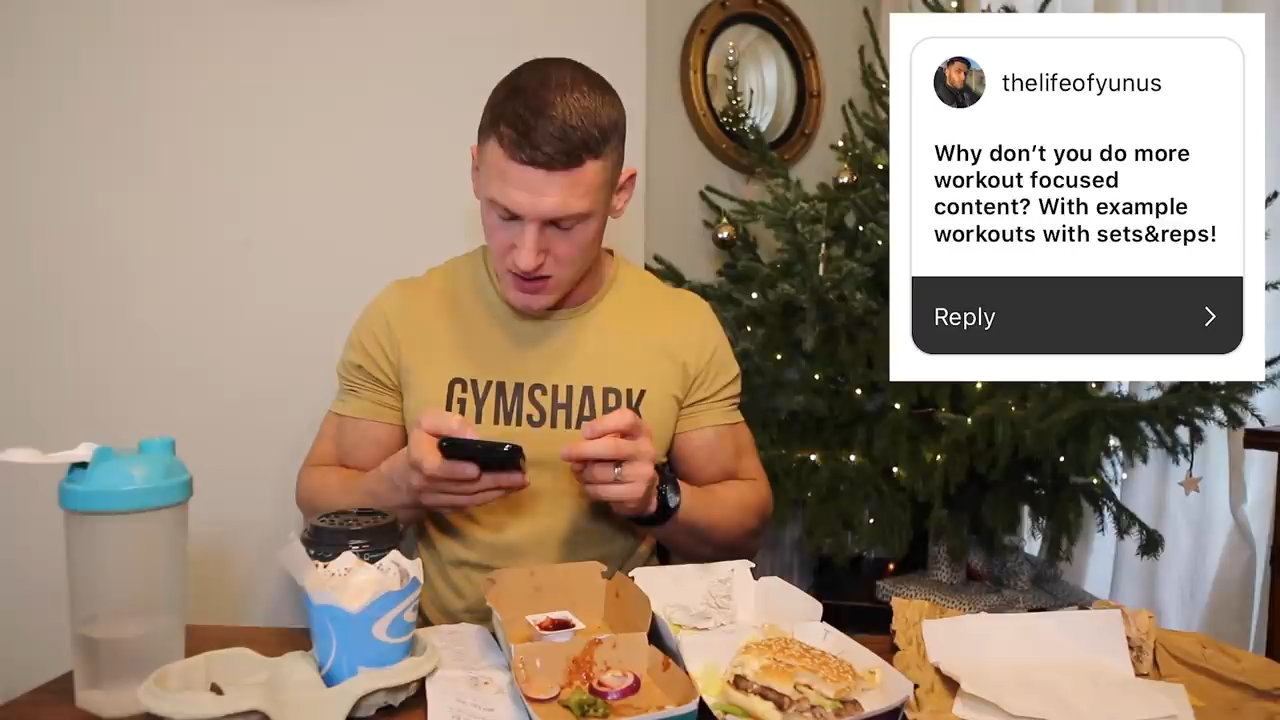 thelifeofyunus
Why don't you do more
workout focused
content? With example
workouts with sets&reps!
Reply
GYMSHARK